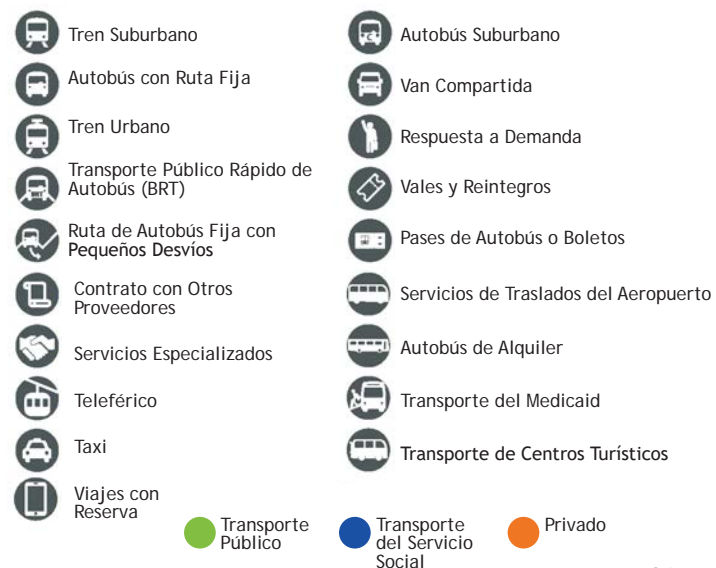 Tren Suburbano
Autobús con Ruta Fija
Tren Urbano
Transporte Público Rápido de
Autobús (BRT)
Ruta de Autobús Fija con
Pequeños Desvíos
Contrato con Otros
Proveedores
Servicios Especializados
Teleférico
Taxi
Viajes con
Reserva
Autobús Suburbano
Van Compartida
Respuesta a Demanda
Vales y Reintegros
Pases de Autobús o Boletos
Servicios de Traslados del Aeropuerto
Autobús de Alquiler
Transporte del Medicaid
Transporte de Centros Turísticos
Transporte
Público
Transporte
del Servicio
Social
Privado